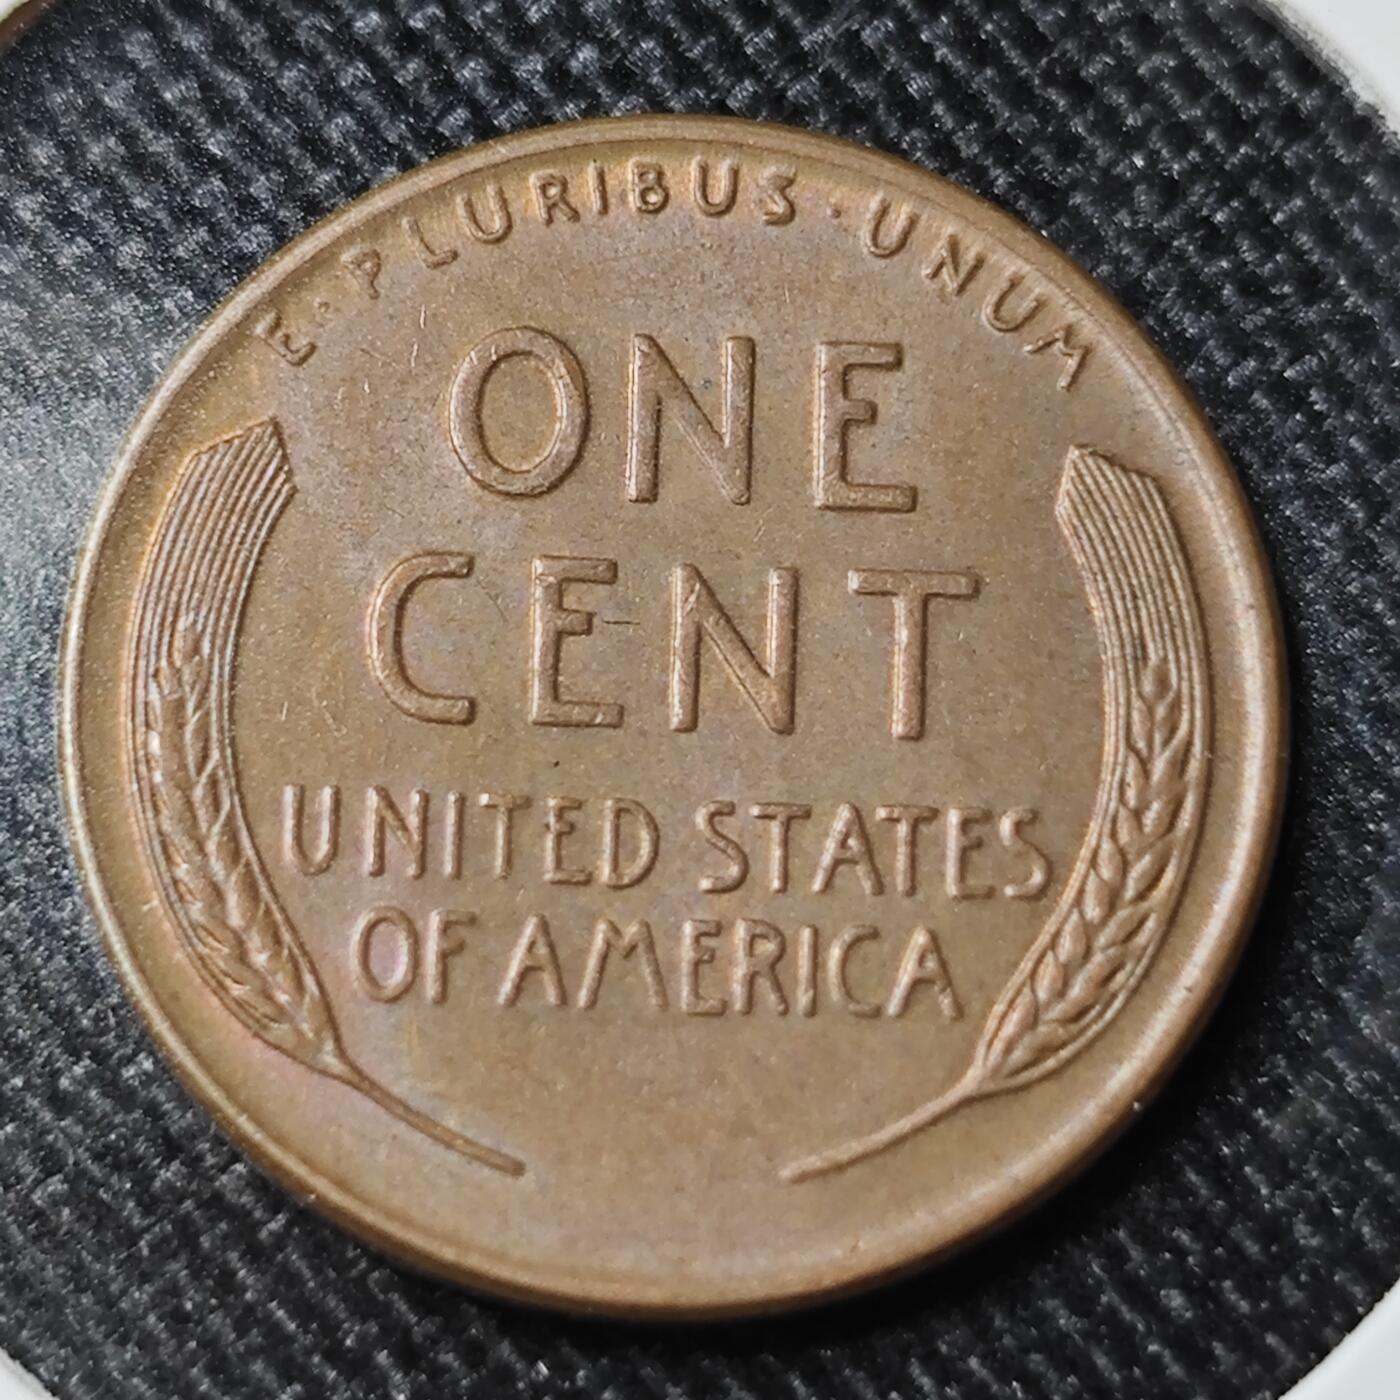 E·PLURIBUS·UNUM
ONE
CENT
UNITED STATES
OF AMERICA